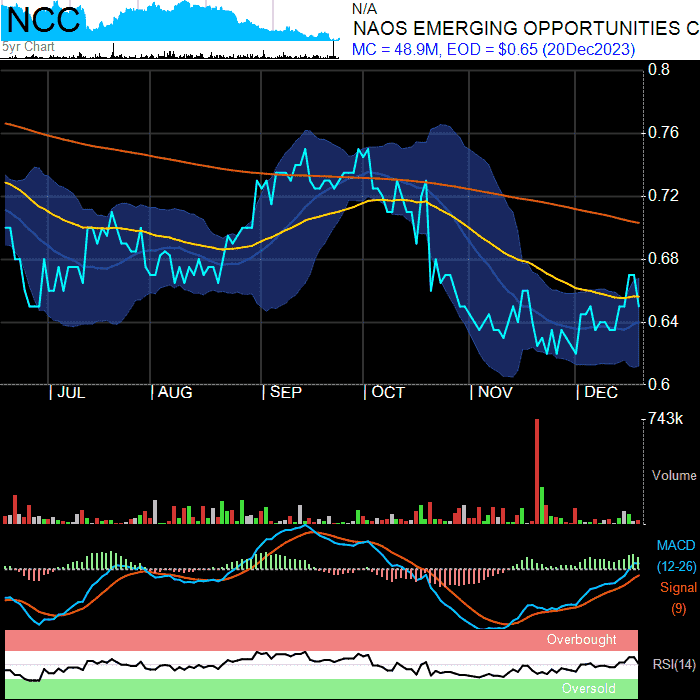 NCC
5yr Chart
N/A
NAOS EMERGING OPPORTUNITIES C
MC = 48.9M, EOD = $0.65 (20Dec2023)
0.8
0.76
0.72
0.68
0.64
0.6
| JUL | AUG | SEP | OCT | NOV | DEC
743k
Volume
MACD
(12-26)
Signal
(9)
Overbought
RSI(14)
Oversold